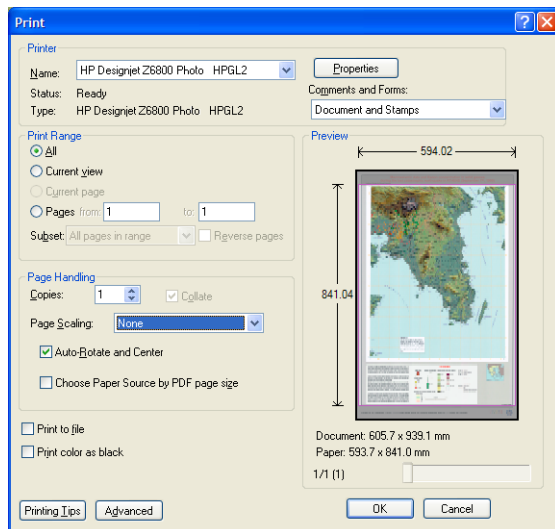 Print
Printer
Name: HP Designjet Z6800 Photo HPGL2
Properties
Status: Ready
Comments and Forms:
Type: HP Designjet Z6800 Photo HPGL2
Document and Stamps
Print Range
All
Current view
Current page
Pages from: 1 to: 1
Subset: All pages in range
Reverse pages
Preview
594.02
841.04
Page Handling
Copies: 1
Collate
Page Scaling: None
Auto-Rotate and Center
Choose Paper Source by PDF page size
Print to file
Print color as black
Document: 605.7 x 939.1 mm
Paper: 593.7 x 841.0 mm
1/1 (1)
Printing Tips
Advanced
OK
Cancel